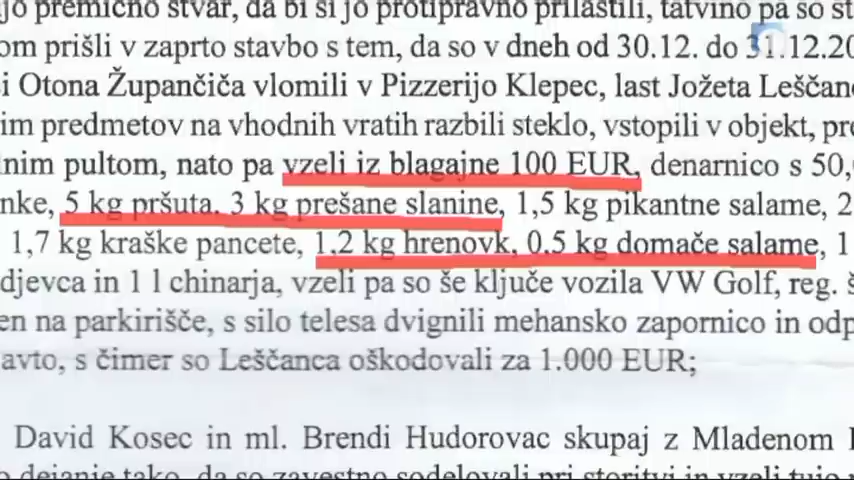 jo premično stvar, da bi si jo protipravno prilastili, tatvino pa so
om prišli v zaprto stavbo s tem, da so v dneh od 30.12. do 31.12.20
i Otona Župančiča vlomili v Pizzerijo Klepec, last Jožeta Leščan
im predmetov na vhodnih vratih razbili steklo, vstopili v objekt, pr
nim pultom, nato pa vzeli iz blagajne 100 EUR, denarnico s 50,
nke, 5 kg pršuta, 3 kg prešane slanine, 1,5 kg pikantne salame, 2
1,7 kg kraške pancete, 1,2 kg hrenovk, 0,5 kg domače salame, 1
djevca in 1 l chinarja, vzeli pa so še ključe vozila VW Golf, reg. š
en na parkirišče, s silo telesa dvignili mehansko zapornico in odp
avto, s čimer so Leščanca oškodovali za 1.000 EUR;
David Kosec in ml. Brendi Hudorovac skupaj z Mladenom
dejanje tako, da so zavestno sodelovali pri storitvi in vzeli tujo